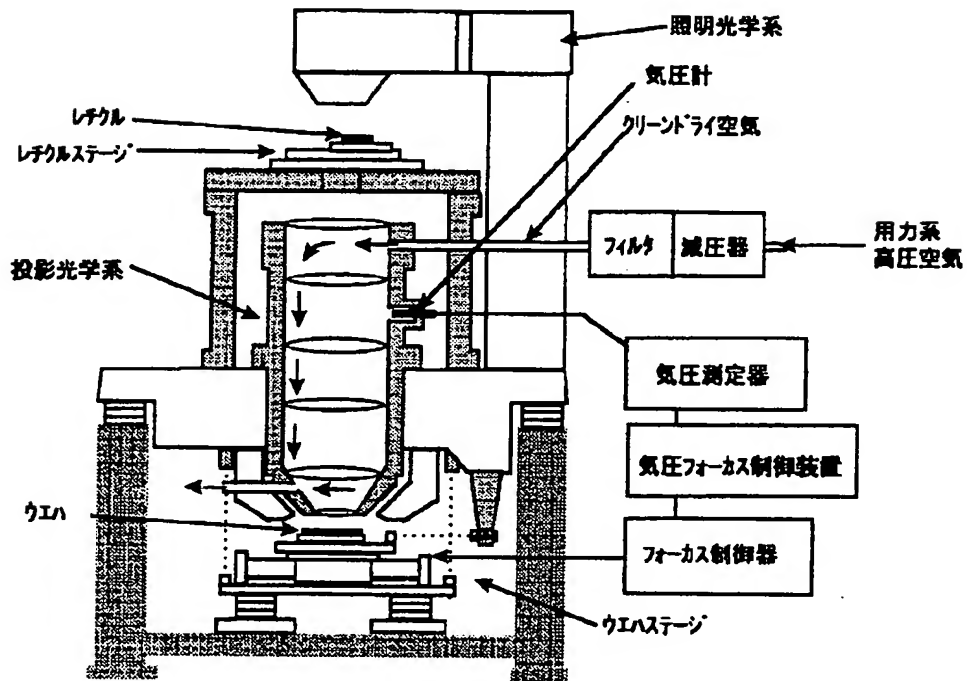 照明光学系
気圧計
クリーンドライ空気
レチクル
レチクルステージ
フィルタ
減圧器
用力系
高圧空気
投影光学系
気圧測定器
気圧フォーカス制御装置
ウエハ
フォーカス制御器
ウエハステージ